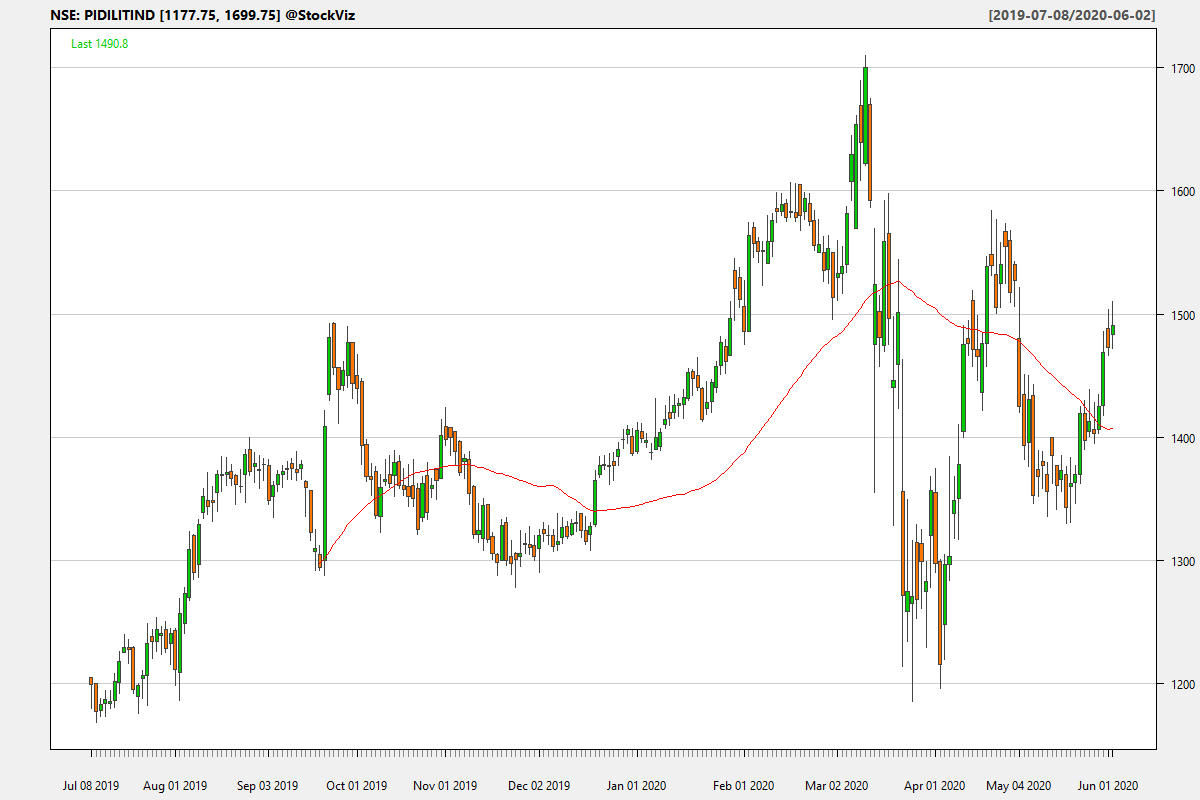 NSE: PIDILITIND [1177.75, 1699.75] @StockViz [2019-07-08/2020-06-02]
Last 1490.8
1700
1600
1500
1400
1300
1200
Jul 08 2019 Aug 01 2019 Sep 03 2019 Oct 01 2019 Nov 01 2019 Dec 02 2019 Jan 01 2020 Feb 01 2020 Mar 02 2020 Apr 01 2020 May 04 2020 Jun 01 2020